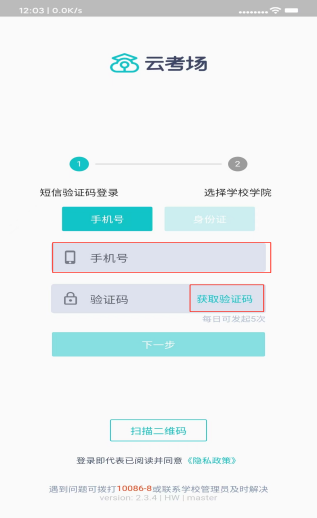 12:03 | 0.0K/s
云考场
1
2
短信验证码登录
选择学校学院
手机号
身份证
手机号
验证码
获取验证码
每日可发起5次
下一步
扫描二维码
登录即代表已阅读并同意《隐私政策》
遇到问题可拨打10086-8或联系学校管理员及时解决
version: 2.3.4 | HW | master